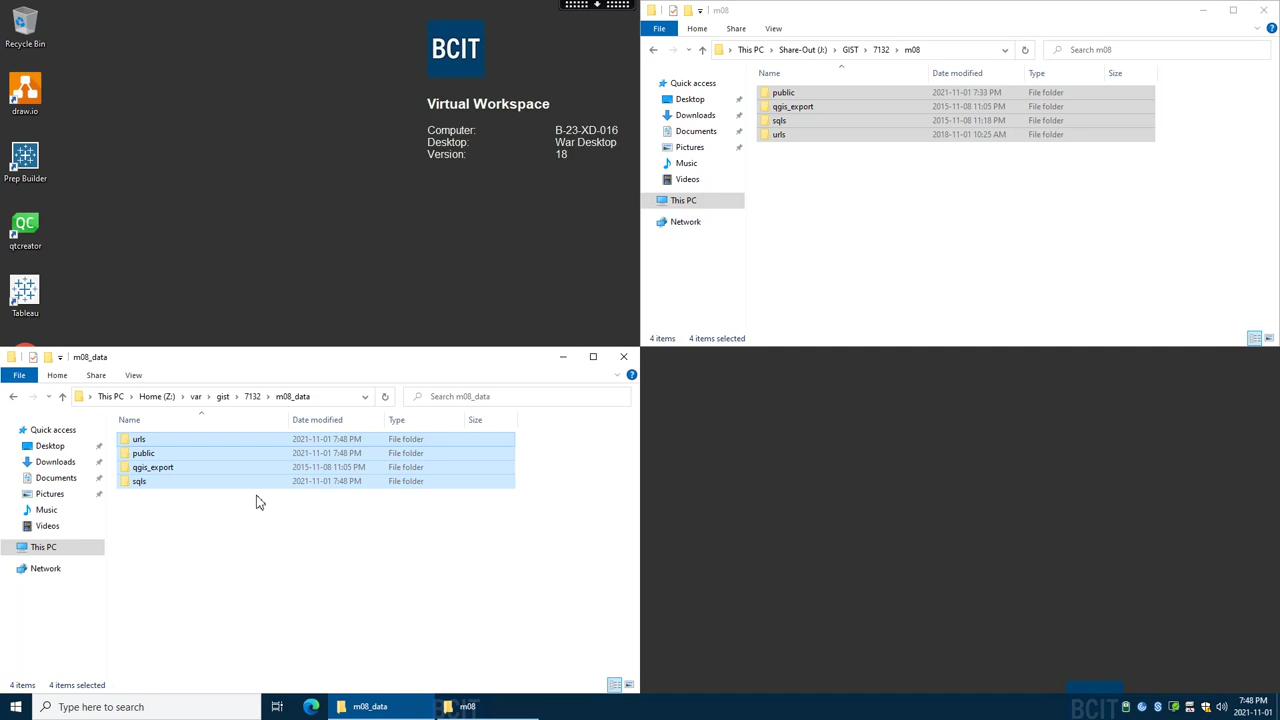 Recycle Bin
draw.io
Prep Builder
qtcreator
Tableau
BCIT
Virtual Workspace
Computer: B-23-XD-016
Desktop: War Desktop
Version: 18
m08
File Home Share View
This PC Share-Out (J:) GIST 7132 m08
Search m08
Quick access
Desktop
Downloads
Documents
Pictures
Music
Videos
This PC
Network
Name Date modified Type Size
public 2021-11-01 7:33 PM File folder
qgis_export 2015-11-08 11:05 PM File folder
sqls 2015-11-08 11:18 PM File folder
urls 2018-11-01 10:25 AM File folder
4 items 4 items selected
m08_data
File Home Share View
This PC Home (Z:) var gist 7132 m08_data
Search m08_data
Quick access
Desktop
Downloads
Documents
Pictures
Music
Videos
This PC
Network
Name Date modified Type Size
urls 2021-11-01 7:48 PM File folder
public 2021-11-01 7:48 PM File folder
qgis_export 2015-11-08 11:05 PM File folder
sqls 2021-11-01 7:48 PM File folder
4 items 4 items selected
Type here to search
m08_data
m08
BCIT
BCIT
7:48 PM
2021-11-01